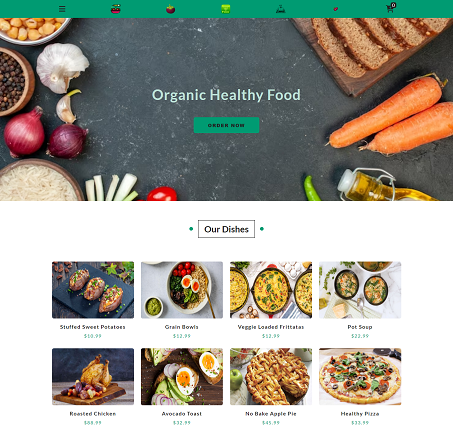 0
Organic Healthy Food
ORDER NOW
Our Dishes
Stuffed Sweet Potatoes
Grain Bowls
Veggie Loaded Frittatas
Pot Soup
$10.99
$12.99
$12.99
$23.99
Roasted Chicken
Avocado Toast
No Bake Apple Pie
Healthy Pizza
$88.99
$32.99
$45.99
$33.99